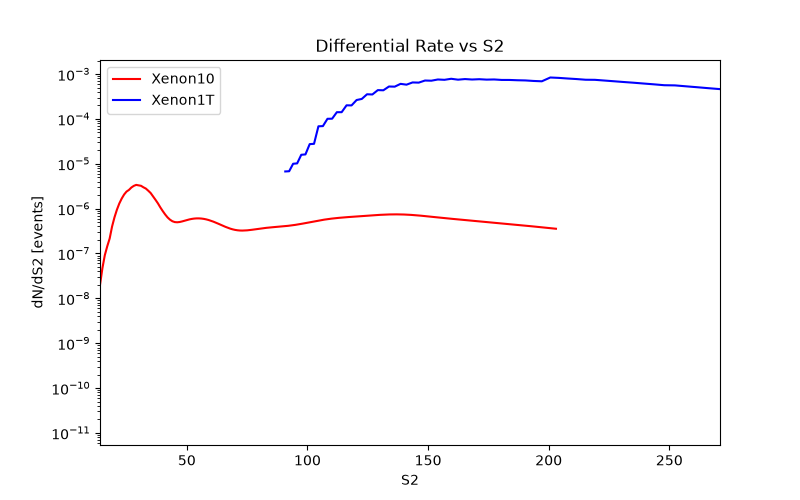 Differential Rate vs S2
Xenon10
Xenon1T
dN/dS2 [events]
10⁻³
10⁻⁴
10⁻⁵
10⁻⁶
10⁻⁷
10⁻⁸
10⁻⁹
10⁻¹⁰
10⁻¹¹
50 100 150 200 250
S2